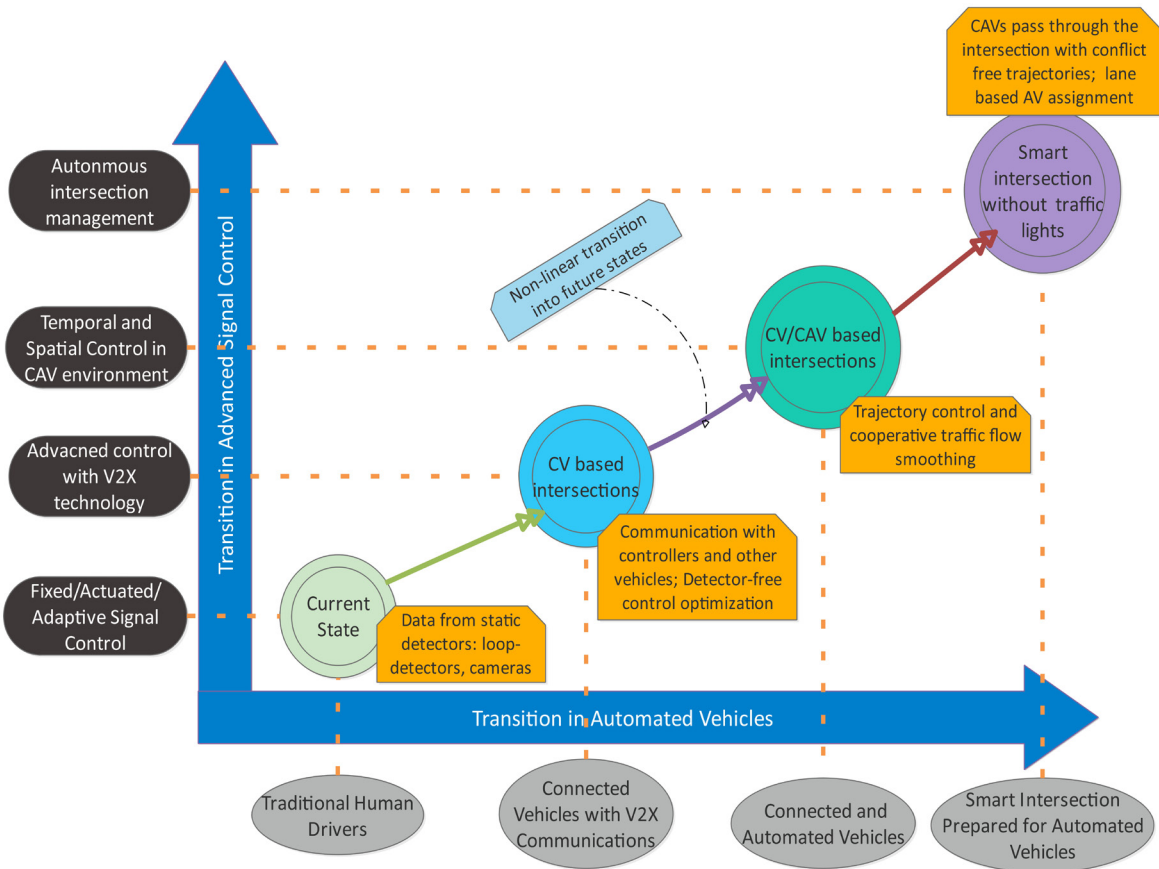 CAVs pass through the
intersection with conflict
free trajectories; lane
based AV assignment
Autonmous
intersection
management
Smart
intersection
without traffic
lights
Transition in Advanced Signal Control
Non-linear transition
into future states
Temporal and
Spatial Control in
CAV environment
CV/CAV based
intersections
Trajectory control and
cooperative traffic flow
smoothing
Advacned control
with V2X
technology
CV based
intersections
Communication with
controllers and other
vehicles; Detector-free
control optimization
Fixed/Actuated/
Adaptive Signal
Control
Current
State
Data from static
detectors: loop-
detectors, cameras
Transition in Automated Vehicles
Traditional Human
Drivers
Connected
Vehicles with V2X
Communications
Connected and
Automated Vehicles
Smart Intersection
Prepared for Automated
Vehicles